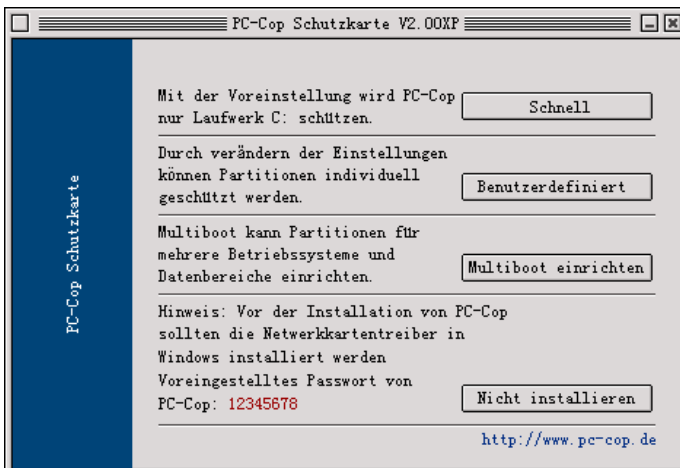 PC-Cop Schutzkarte V2.00XP
PC-Cop Schutzkarte
Mit der Voreinstellung wird PC-Cop
nur Laufwerk C: schützen.
Schnell
Durch verändern der Einstellungen
können Partitionen individuell
geschützt werden.
Benutzerdefiniert
Multiboot kann Partitionen für
mehrere Betriebssysteme und
Datenbereiche einrichten.
Multiboot einrichten
Hinweis: Vor der Installation von PC-Cop
sollten die Netwerkkartentreiber in
Windows installiert werden
Voreingestelltes Passwort von
PC-Cop: 12345678
Nicht installieren
http://www.pc-cop.de